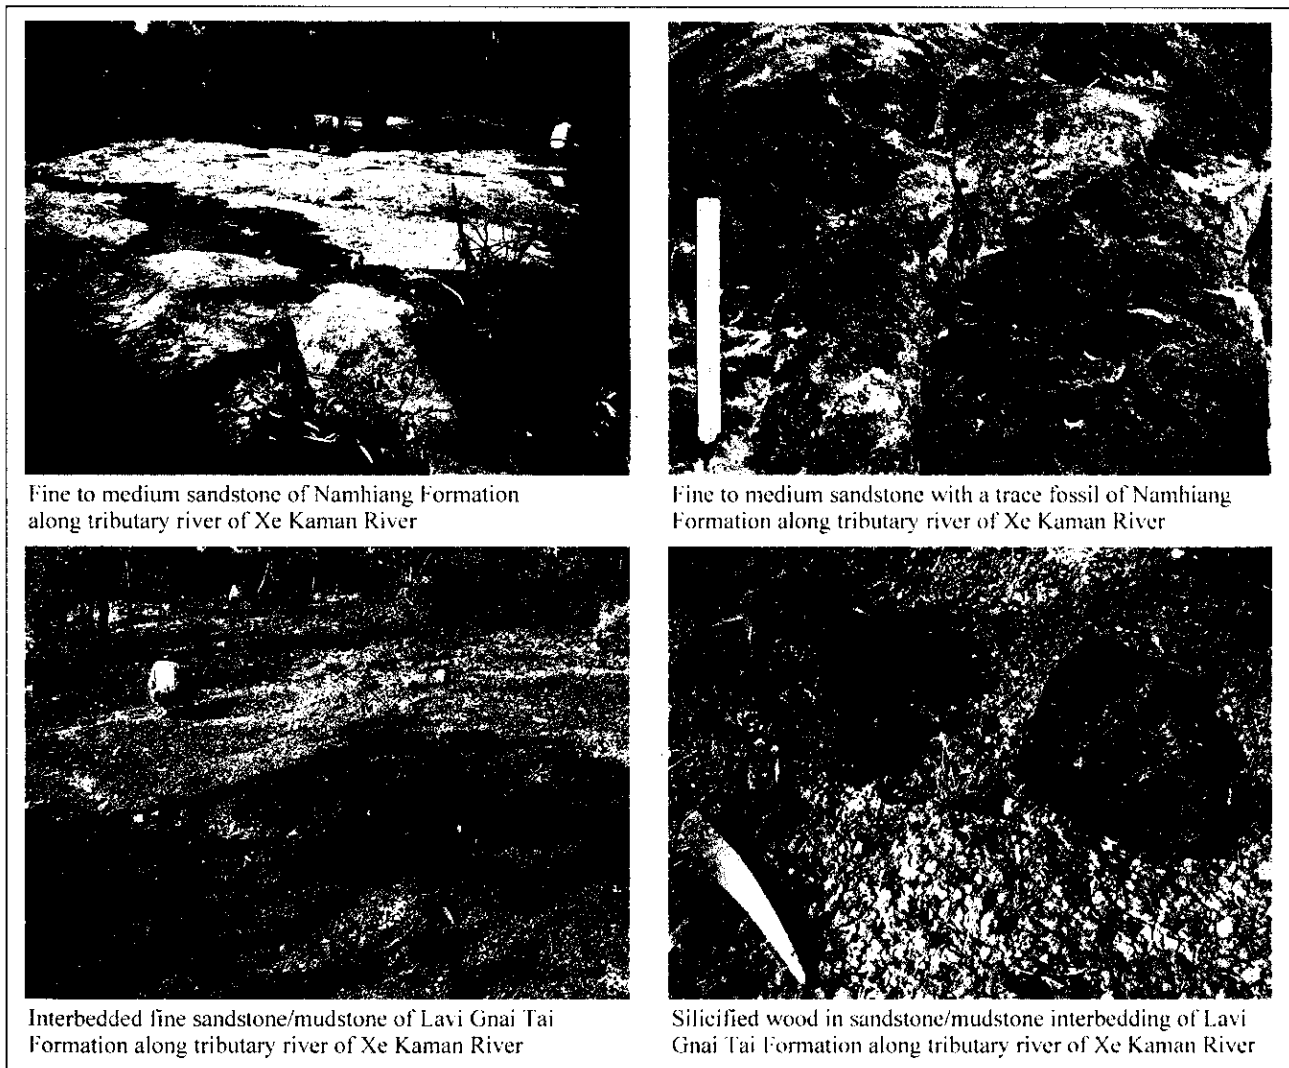 Fine to medium sandstone of Namhiang Formation
along tributary river of Xe Kaman River
Fine to medium sandstone with a trace fossil of Namhiang
Formation along tributary river of Xe Kaman River
Interbedded fine sandstone/mudstone of Lavi Gnai Tai
Formation along tributary river of Xe Kaman River
Silicified wood in sandstone/mudstone interbedding of Lavi
Gnai Tai Formation along tributary river of Xe Kaman River